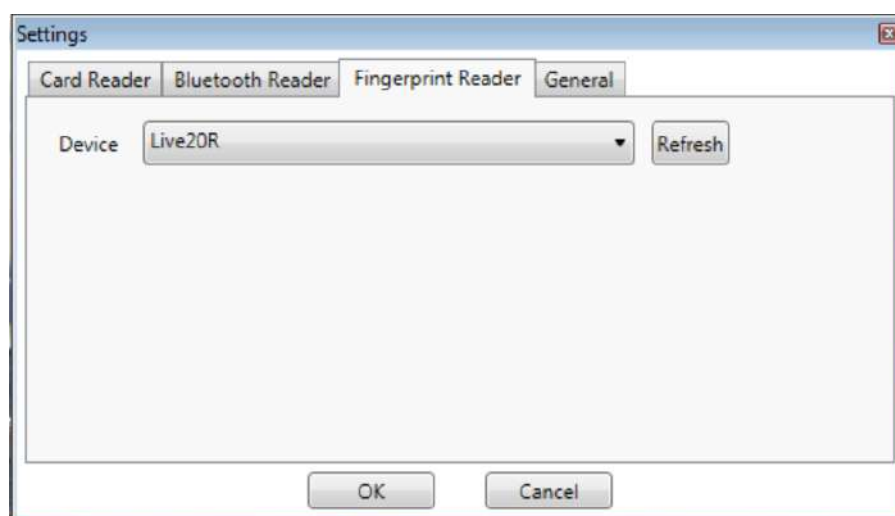 Settings
Card Reader Bluetooth Reader Fingerprint Reader General
Device Live20R Refresh
OK Cancel